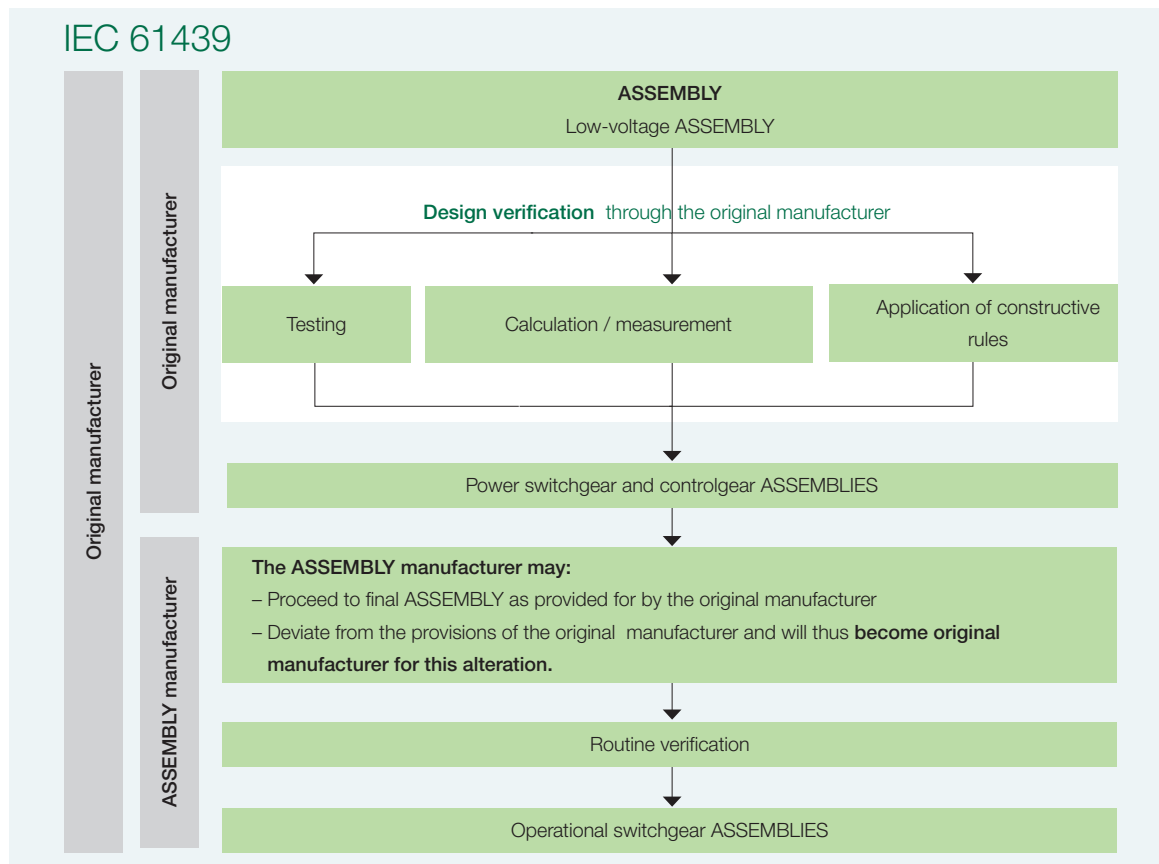 IEC 61439
Original manufacturer
Original manufacturer
ASSEMBLY
Low-voltage ASSEMBLY
Design verification through the original manufacturer
Testing
Calculation / measurement
Application of constructive
rules
Power switchgear and controlgear ASSEMBLIES
ASSEMBLY manufacturer
The ASSEMBLY manufacturer may:
– Proceed to final ASSEMBLY as provided for by the original manufacturer
– Deviate from the provisions of the original manufacturer and will thus become original
manufacturer for this alteration.
Routine verification
Operational switchgear ASSEMBLIES